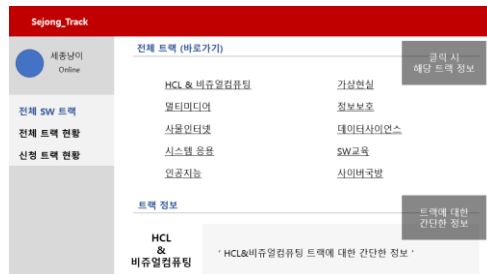 Sejong_Track
세종냥이
Online
전체 SW 트랙
전체 트랙 현황
신청 트랙 현황
전체 트랙 (바로가기)
클릭 시
해당 트랙 정보
HCL & 비쥬얼컴퓨팅
가상현실
멀티미디어
정보보호
사물인터넷
데이터사이언스
시스템 응용
SW교육
인공지능
사이버국방
트랙 정보
트랙에 대한
간단한 정보
HCL
&
비쥬얼컴퓨팅
' HCL&비쥬얼컴퓨팅 트랙에 대한 간단한 정보 '